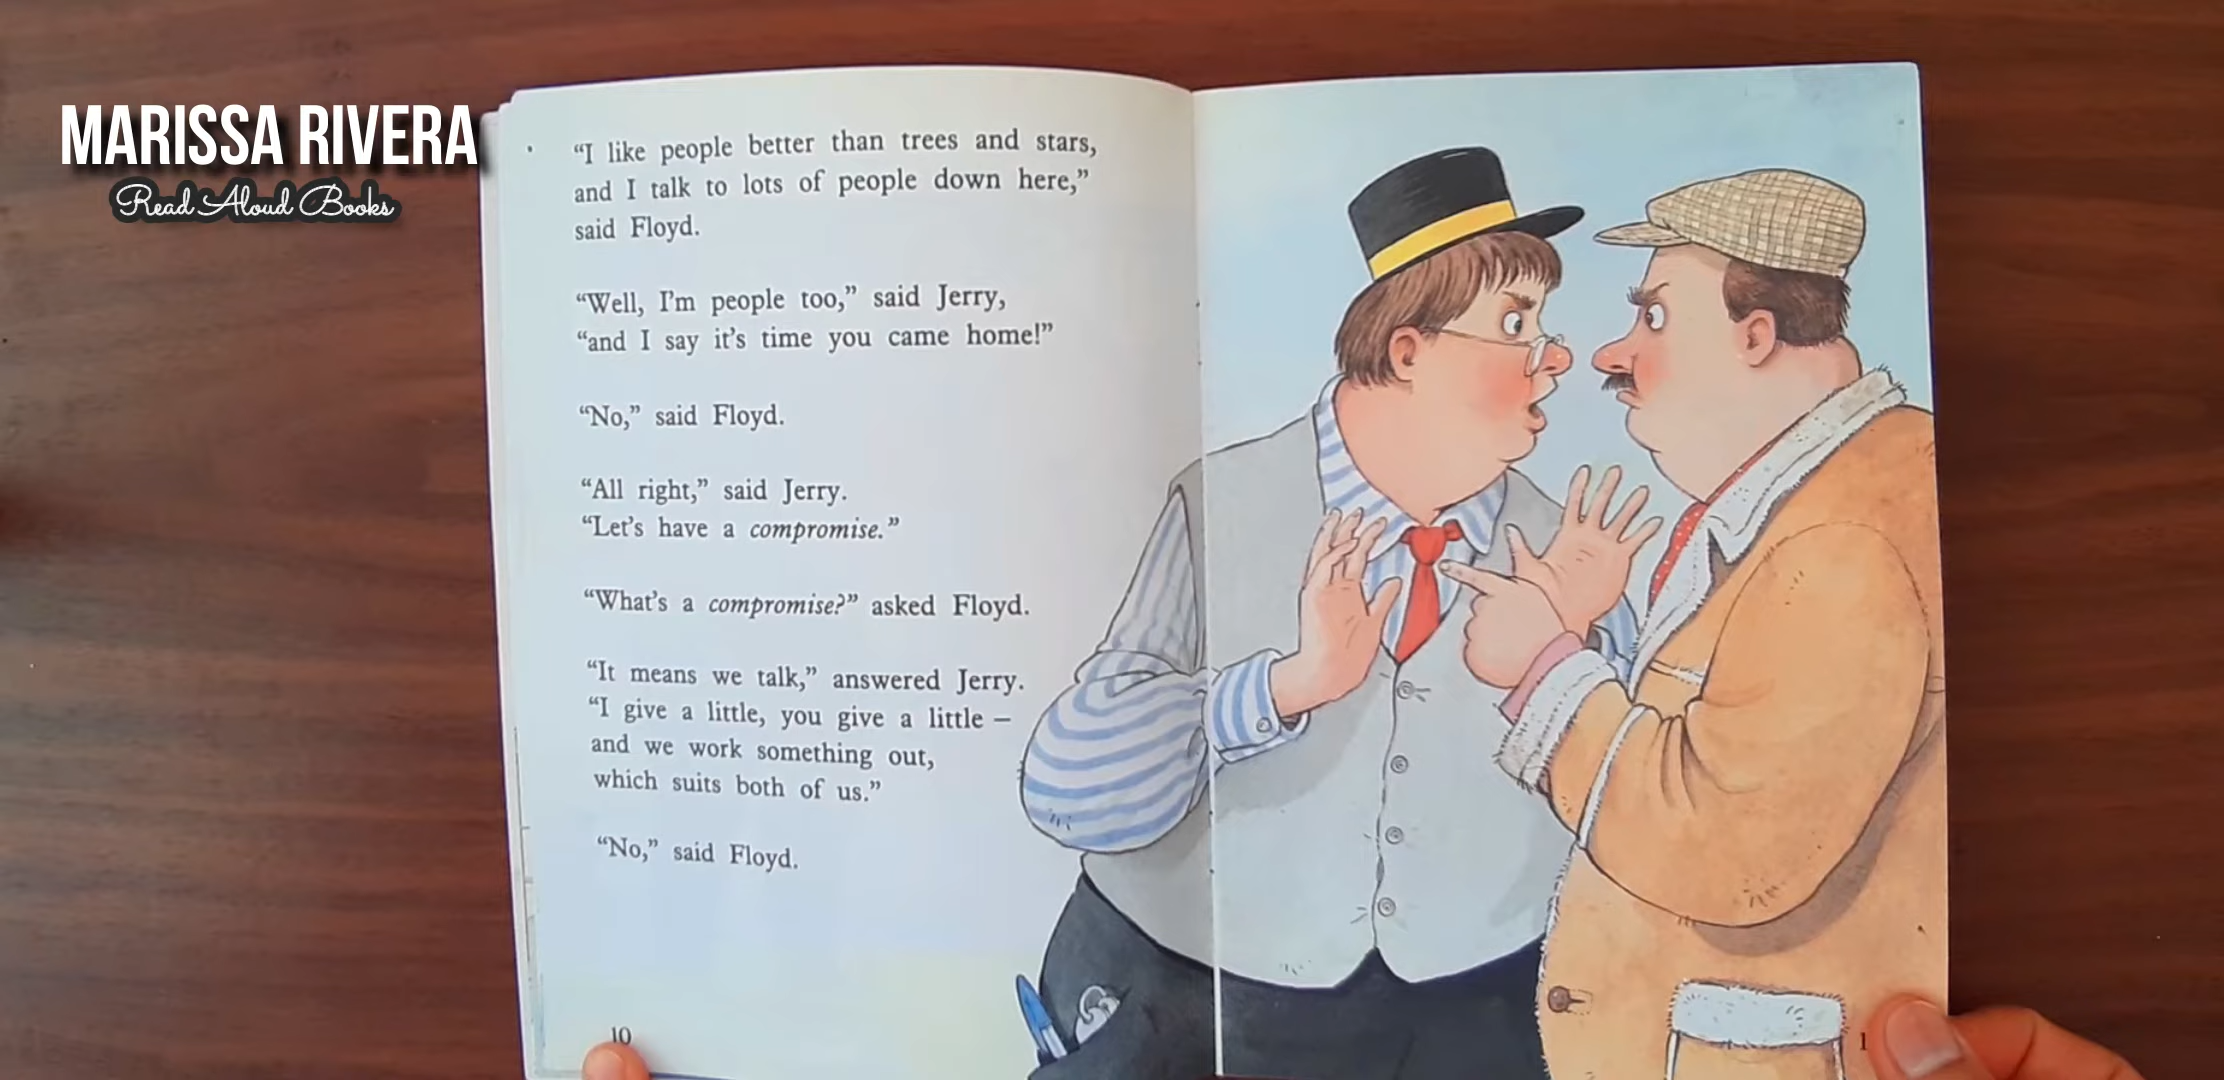 MARISSA RIVERA
Read Aloud Books
“I like people better than trees and stars,
and I talk to lots of people down here,”
said Floyd.
“Well, I’m people too,” said Jerry,
“and I say it’s time you came home!”
“No,” said Floyd.
“All right,” said Jerry.
“Let’s have a compromise.”
“What’s a compromise?” asked Floyd.
“It means we talk,” answered Jerry.
“I give a little, you give a little –
and we work something out,
which suits both of us.”
“No,” said Floyd.
10